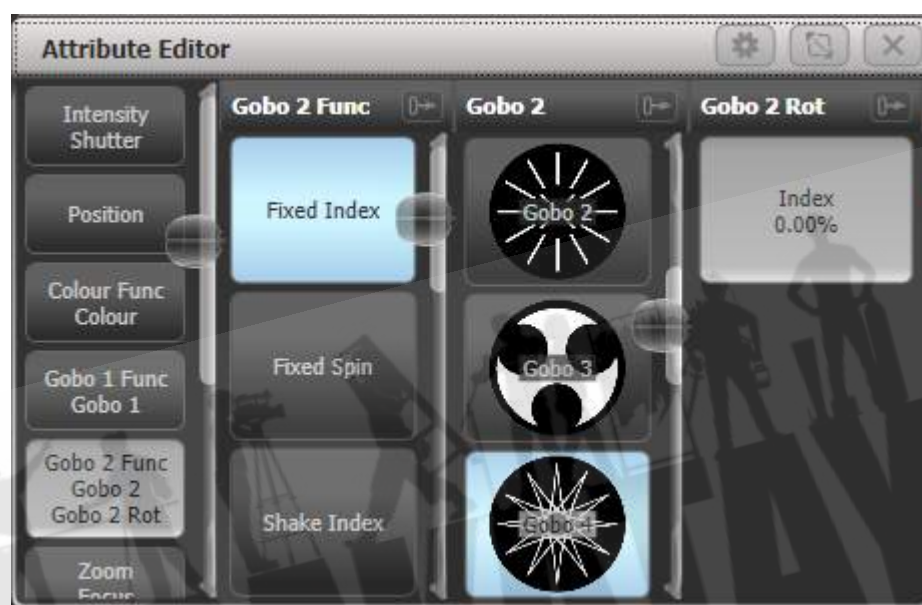 Attribute Editor
Intensity
Shutter
Position
Colour Func
Colour
Gobo 1 Func
Gobo 1
Gobo 2 Func
Gobo 2
Gobo 2 Rot
Zoom
Focus
Gobo 2 Func
Fixed Index
Fixed Spin
Shake Index
Gobo 2
Gobo 2
Gobo 3
Gobo 4
Gobo 2 Rot
Index
0.00%